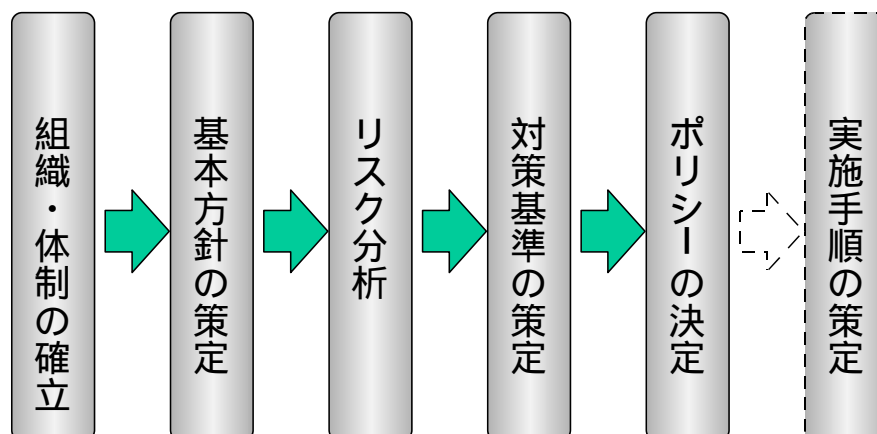 組織・体制の確立
基本方針の策定
リスク分析
対策基準の策定
ポリシーの決定
実施手順の策定